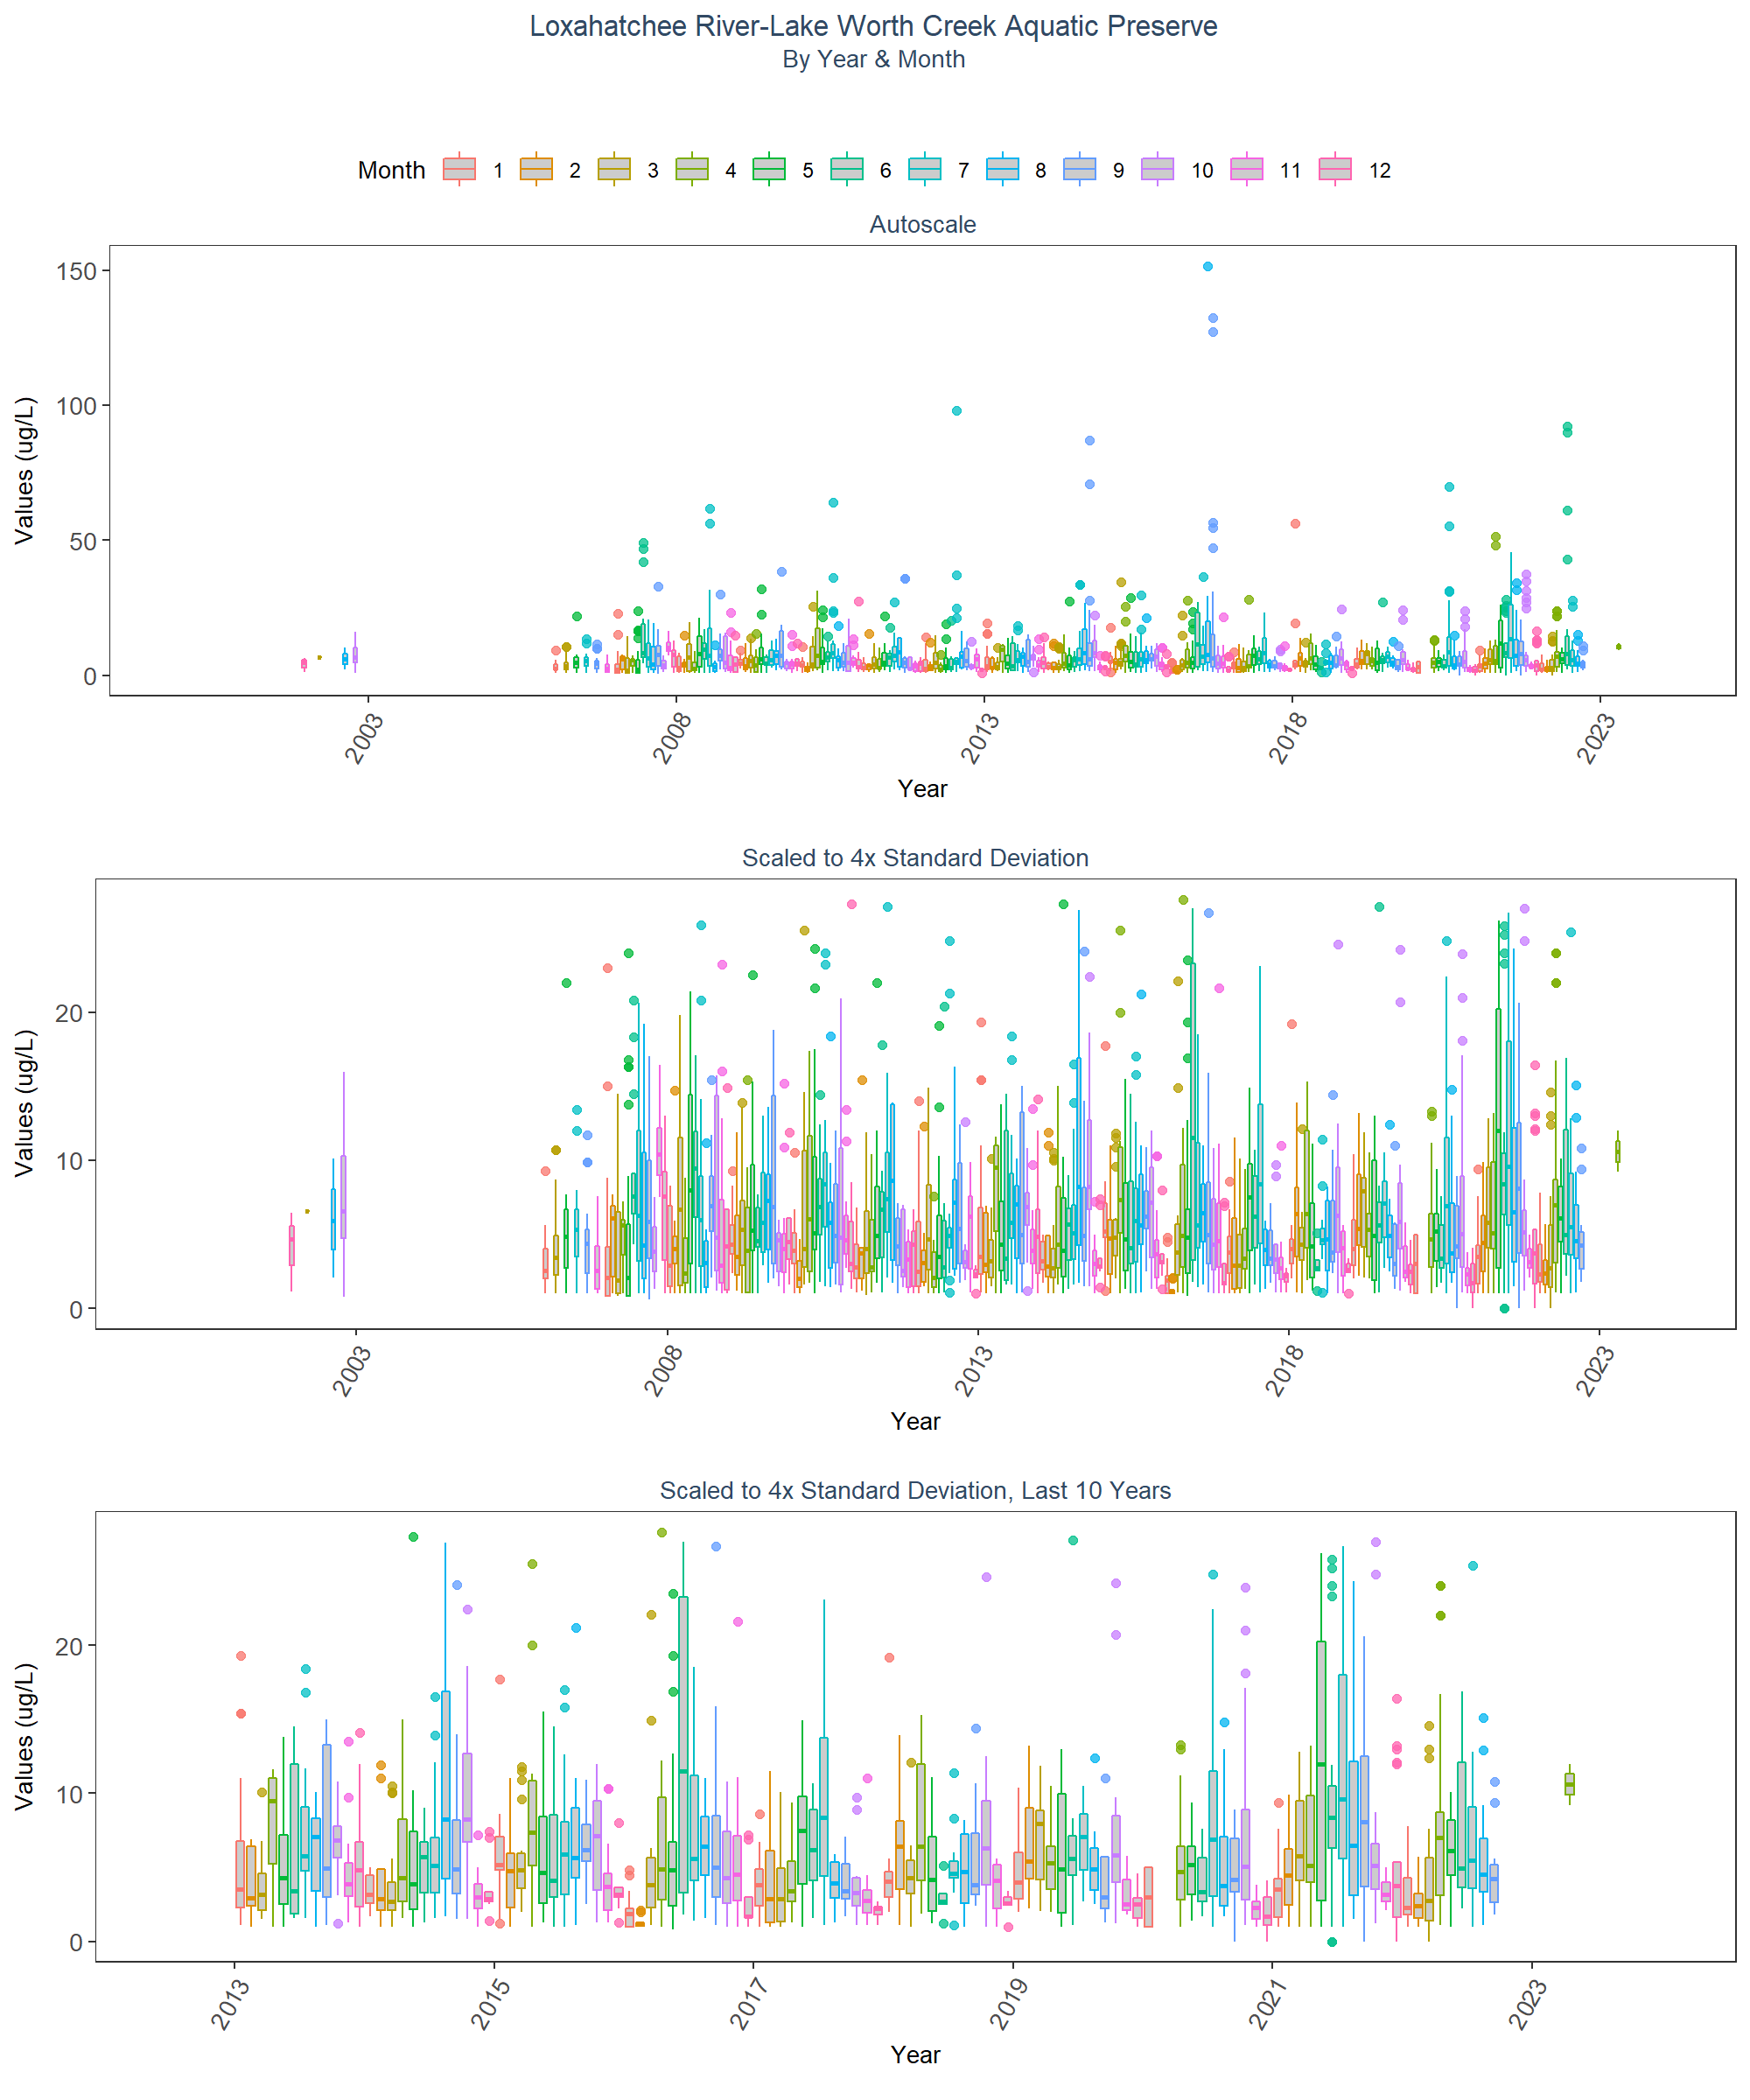 Loxahatchee River-Lake Worth Creek Aquatic Preserve
By Year & Month
Month 1 2 3 4 5 6 7 8 9 10 11 12
Autoscale
Values (ug/L)
150
100
50
0
2003 2008 2013 2018 2023
Year
Scaled to 4x Standard Deviation
Values (ug/L)
20
10
0
2003 2008 2013 2018 2023
Year
Scaled to 4x Standard Deviation, Last 10 Years
Values (ug/L)
20
10
0
2013 2015 2017 2019 2021 2023
Year